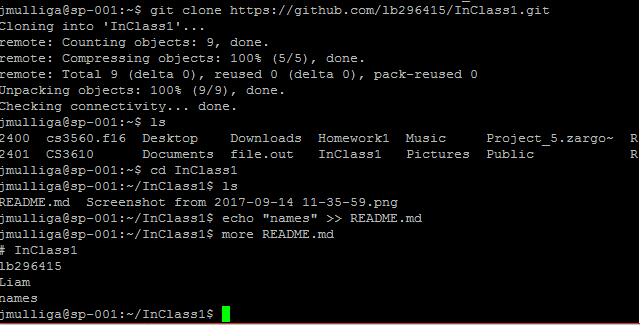 jmulliga@sp-001:~$ git clone https://github.com/lb296415/InClass1.git
Cloning into 'InClass1'...
remote: Counting objects: 9, done.
remote: Compressing objects: 100% (5/5), done.
remote: Total 9 (delta 0), reused 0 (delta 0), pack-reused 0
Unpacking objects: 100% (9/9), done.
Checking connectivity... done.
jmulliga@sp-001:~$ ls
2400  cs3560.f16  Desktop    Downloads  Homework1  Music     Project_5.zargo~  R
2401  CS3610      Documents  file.out   InClass1   Pictures  Public            R
jmulliga@sp-001:~$ cd InClass1
jmulliga@sp-001:~/InClass1$ ls
README.md  Screenshot from 2017-09-14 11-35-59.png
jmulliga@sp-001:~/InClass1$ echo "names" >> README.md
jmulliga@sp-001:~/InClass1$ more README.md
# InClass1
lb296415
Liam
names
jmulliga@sp-001:~/InClass1$